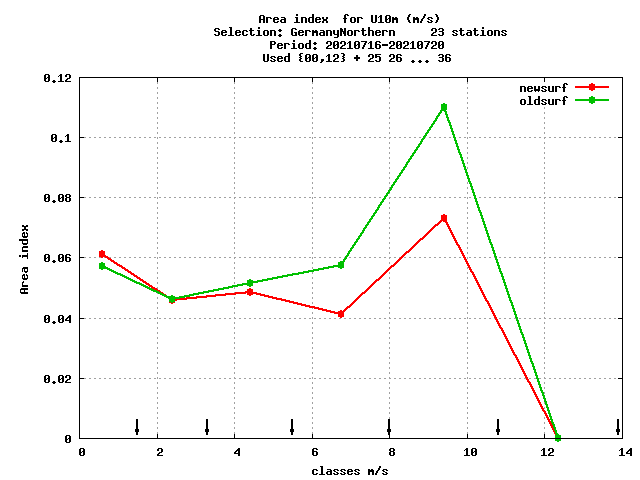 Area index  for U10m (m/s)
Selection: GermanyNorthern     23 stations
Period: 20210716-20210720
Used {00,12} + 25 26 ... 36
newsurf
oldsurf
0.12
0.1
0.08
0.06
0.04
0.02
0
Area index
0 2 4 6 8 10 12 14
classes m/s